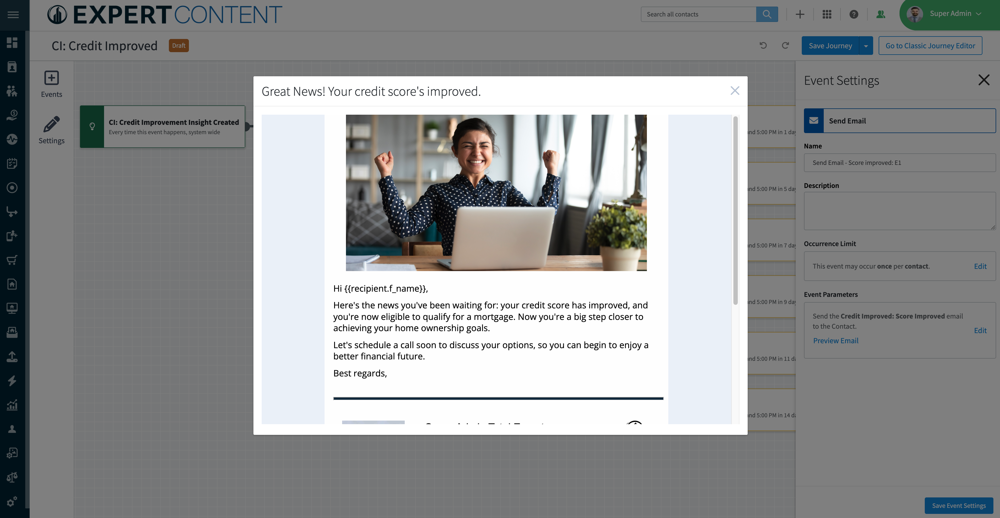 EXPERTCONTENT
Search all contacts
Super Admin
CI: Credit Improved
Draft
Save Journey
Go to Classic Journey Editor
Events
Settings
CI: Credit Improvement Insight Created
Every time this event happens, system wide
Great News! Your credit score's improved.
Hi {{recipient.f_name}},
Here's the news you've been waiting for: your credit score has improved, and
you're now eligible to qualify for a mortgage. Now you're a big step closer to
achieving your home ownership goals.
Let's schedule a call soon to discuss your options, so you can begin to enjoy a
better financial future.
Best regards,
and 5:00 PM in 1 day
and 5:00 PM in 5 day
and 5:00 PM in 7 day
and 5:00 PM in 9 day
and 5:00 PM in 11 d
and 5:00 PM in 14 d
Event Settings
Send Email
Name
Send Email - Score improved: E1
Description
Occurrence Limit
This event may occur once per contact.
Edit
Event Parameters
Send the Credit Improved: Score Improved email
to the Contact.
Edit
Preview Email
Save Event Settings